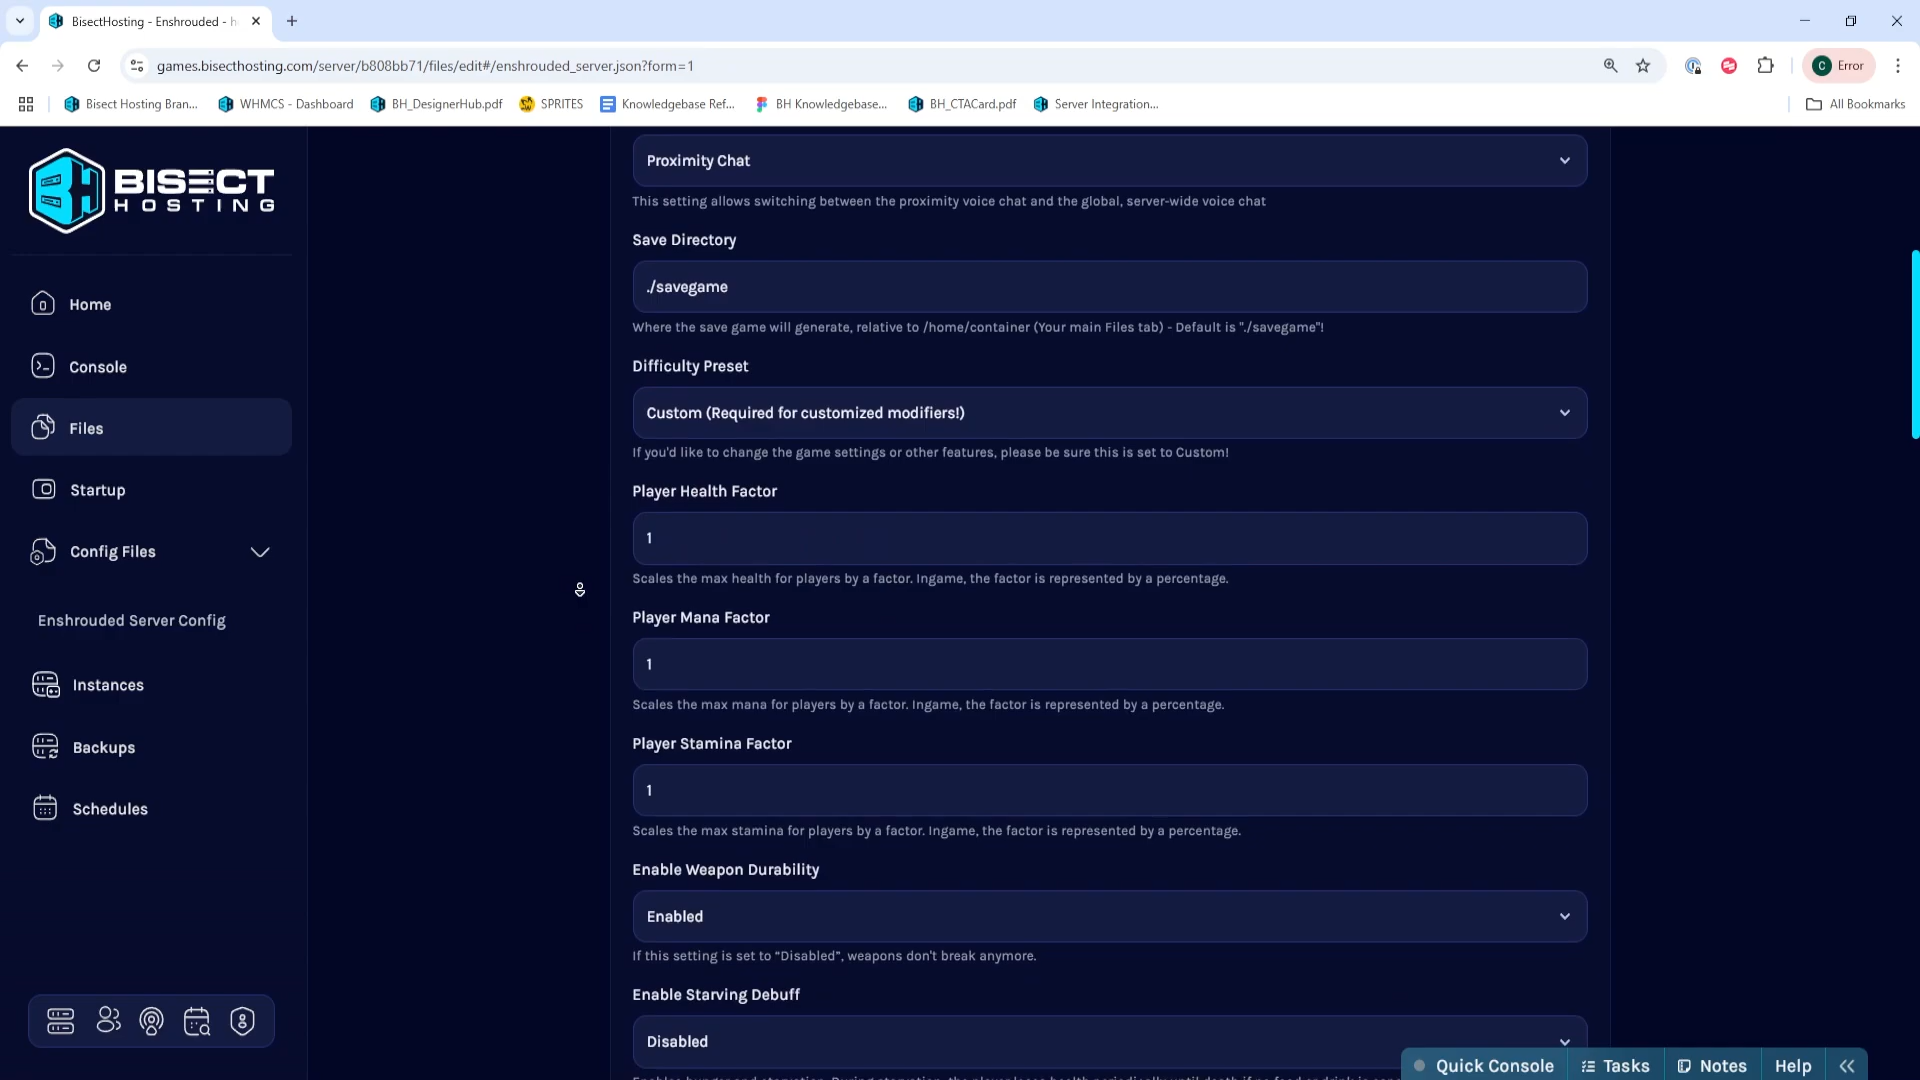 BisectHosting - Enshrouded - h
games.bisecthosting.com/server/b808bb71/files/edit#/enshrouded_server.json?form=1
C Error
Bisect Hosting Bran...
WHMCS - Dashboard
BH_DesignerHub.pdf
SPRITES
Knowledgebase Ref...
BH Knowledgebase...
BH_CTACard.pdf
Server Integration...
All Bookmarks
BISECT
HOSTING
Home
Console
Files
Startup
Config Files
Enshrouded Server Config
Instances
Backups
Schedules
Proximity Chat
This setting allows switching between the proximity voice chat and the global, server-wide voice chat
Save Directory
./savegame
Where the save game will generate, relative to /home/container (Your main Files tab) - Default is "./savegame"!
Difficulty Preset
Custom (Required for customized modifiers!)
If you'd like to change the game settings or other features, please be sure this is set to Custom!
Player Health Factor
1
Scales the max health for players by a factor. Ingame, the factor is represented by a percentage.
Player Mana Factor
1
Scales the max mana for players by a factor. Ingame, the factor is represented by a percentage.
Player Stamina Factor
1
Scales the max stamina for players by a factor. Ingame, the factor is represented by a percentage.
Enable Weapon Durability
Enabled
If this setting is set to “Disabled”, weapons don't break anymore.
Enable Starving Debuff
Disabled
Quick Console
Tasks
Notes
Help